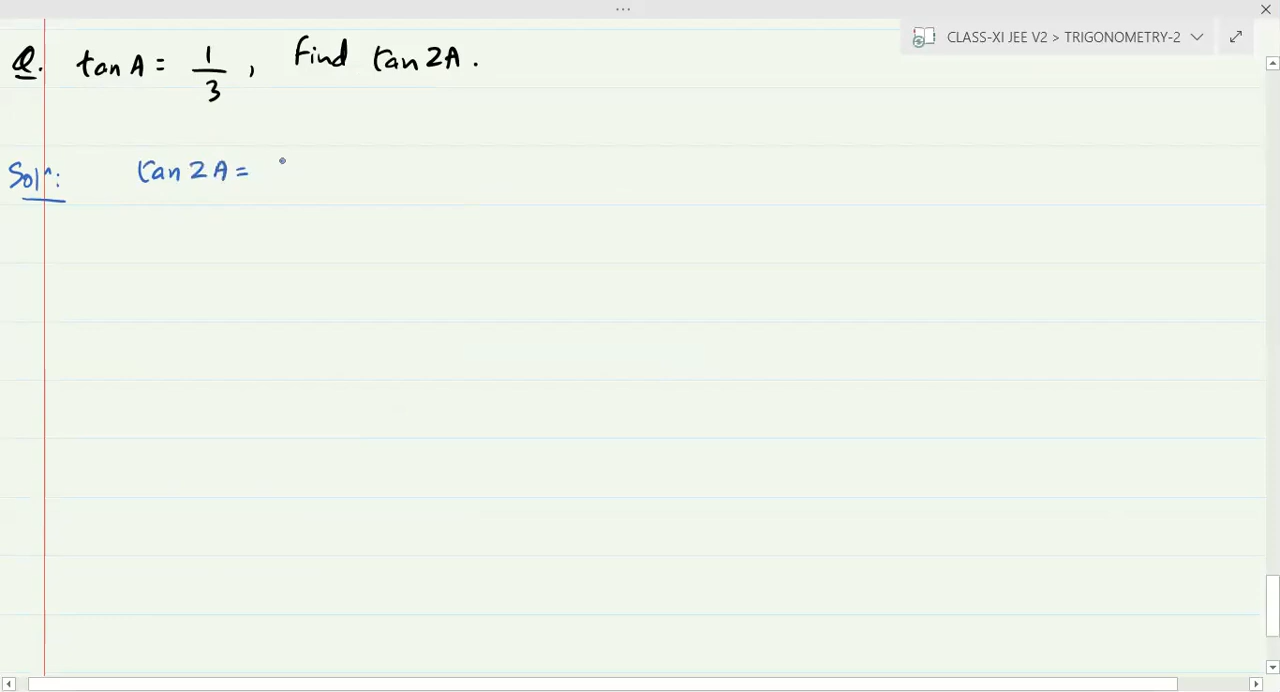 CLASS-XI JEE V2 > TRIGONOMETRY-2
Q. tan A = 1/3 , Find tan 2A .
Solⁿ: tan 2A =